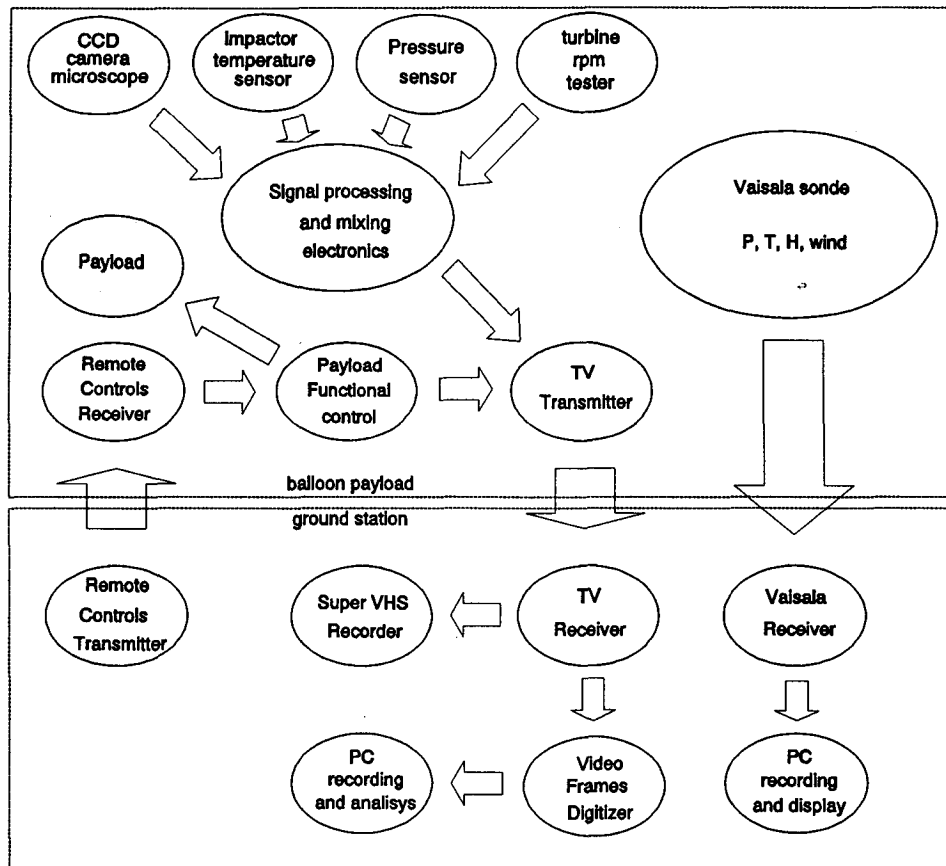 CCD
camera
microscope
Impactor
temperature
sensor
Pressure
sensor
turbine
rpm
tester
Signal processing
and mixing
electronics
Vaisala sonde
P, T, H, wind
Payload
Remote
Controls
Receiver
Payload
Functional
control
TV
Transmitter
balloon payload
ground station
Remote
Controls
Transmitter
Super VHS
Recorder
TV
Receiver
Vaisala
Receiver
PC
recording
and analisys
Video
Frames
Digitizer
PC
recording
and display